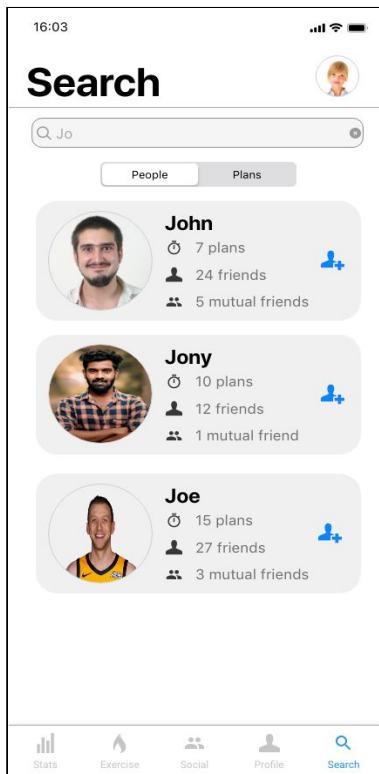 16:03
Search
Jo
People Plans
John
7 plans
24 friends
5 mutual friends
Jony
10 plans
12 friends
1 mutual friend
Joe
15 plans
27 friends
3 mutual friends
Stats Exercise Social Profile Search